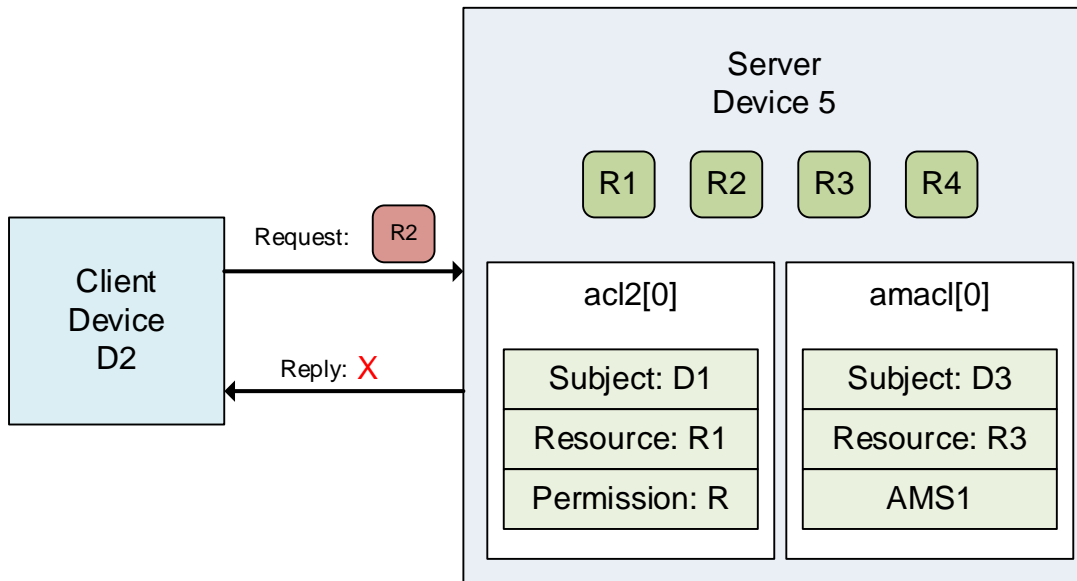 Server
Device 5
R1 R2 R3 R4
Request: R2
Client
Device
D2
Reply: X
acl2[0]
Subject: D1
Resource: R1
Permission: R
amacl[0]
Subject: D3
Resource: R3
AMS1